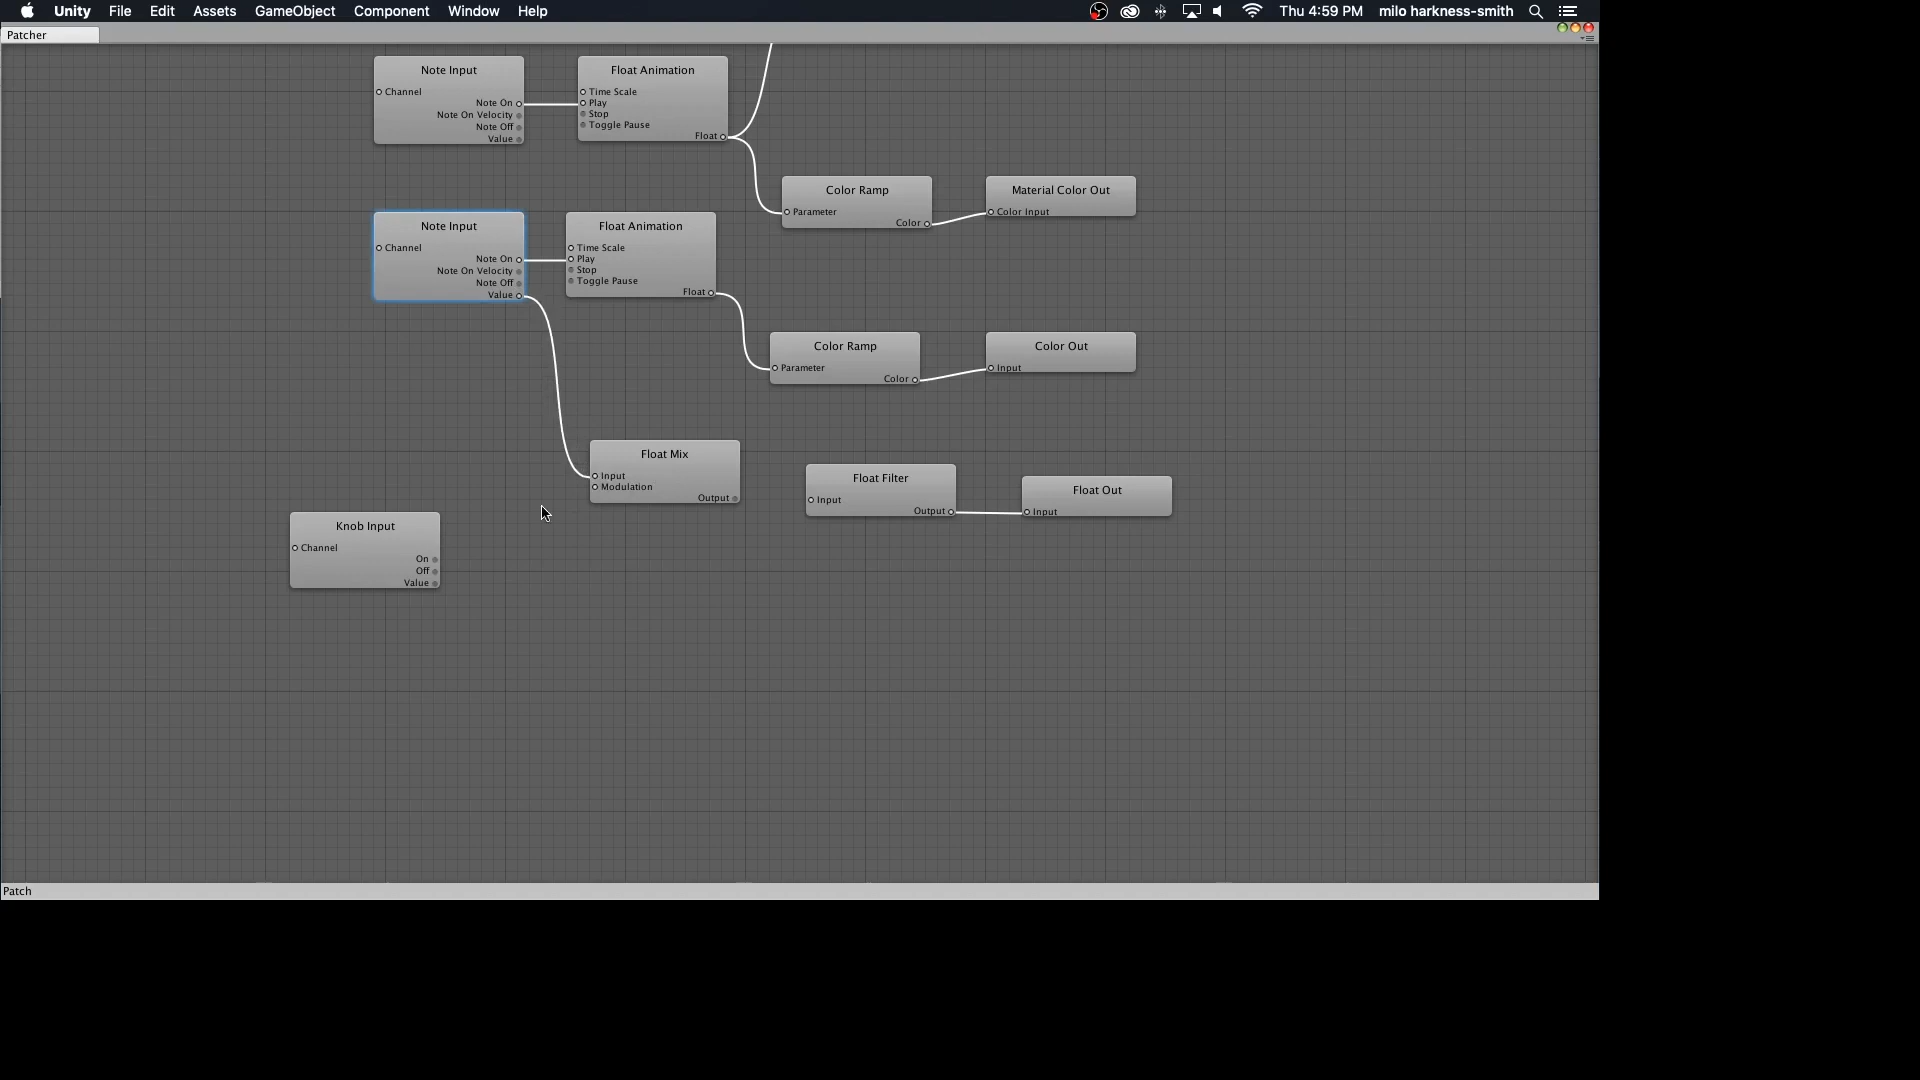 Unity File Edit Assets GameObject Component Window Help Thu 4:59 PM milo harkness-smith
Patcher
Note Input
Channel
Note On
Note On Velocity
Note Off
Value
Float Animation
Time Scale
Play
Stop
Toggle Pause
Float
Color Ramp
Parameter
Color
Material Color Out
Color Input
Note Input
Channel
Note On
Note On Velocity
Note Off
Value
Float Animation
Time Scale
Play
Stop
Toggle Pause
Float
Color Ramp
Parameter
Color
Color Out
Input
Float Mix
Input
Modulation
Output
Float Filter
Input
Output
Float Out
Input
Knob Input
Channel
On
Off
Value
Patch